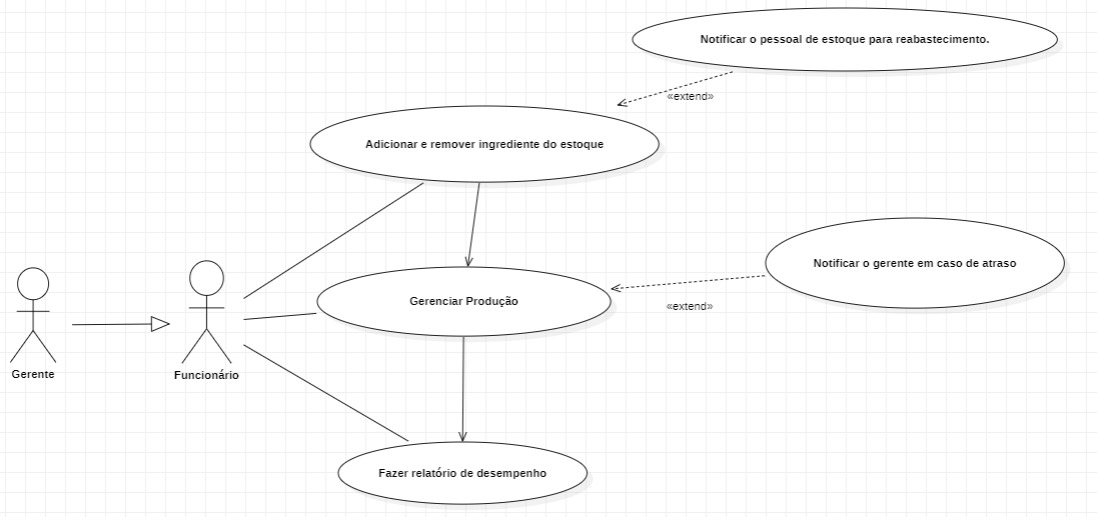 Notificar o pessoal de estoque para reabastecimento.
«extend»
Adicionar e remover ingrediente do estoque
Notificar o gerente em caso de atraso
Gerenciar Produção
«extend»
Gerente
Funcionário
Fazer relatório de desempenho